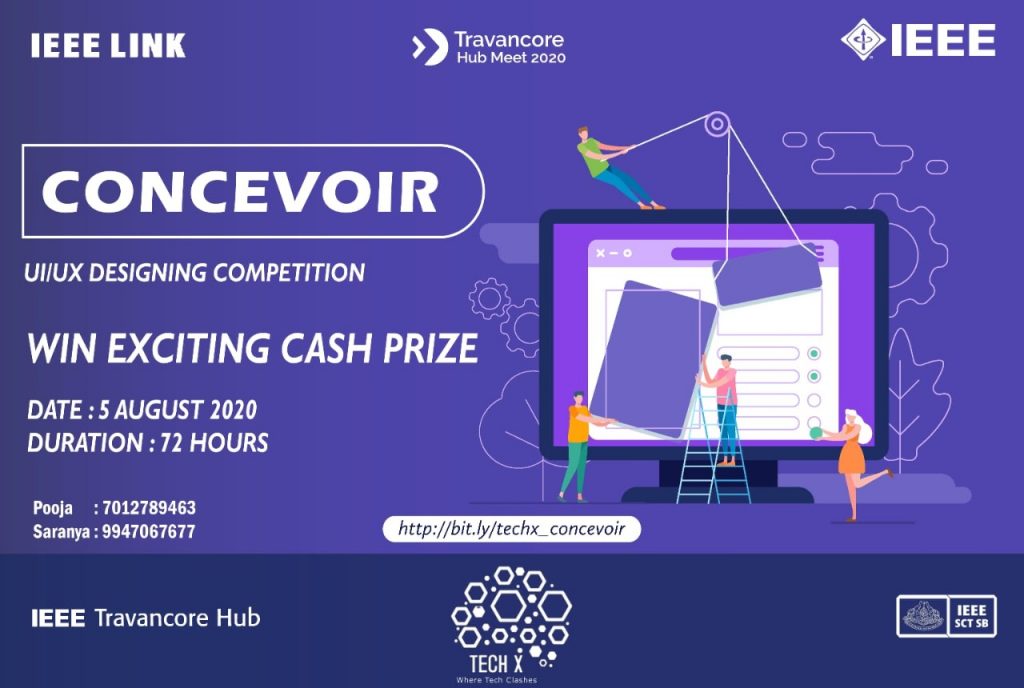 IEEE LINK
Travancore
Hub Meet 2020
IEEE
CONCEVOIR
UI/UX DESIGNING COMPETITION
WIN EXCITING CASH PRIZE
DATE : 5 AUGUST 2020
DURATION : 72 HOURS
Pooja : 7012789463
Saranya : 9947067677
http://bit.ly/techx_concevoir
IEEE Travancore Hub
TECH X
Where Tech Clashes
IEEE
SCT SB